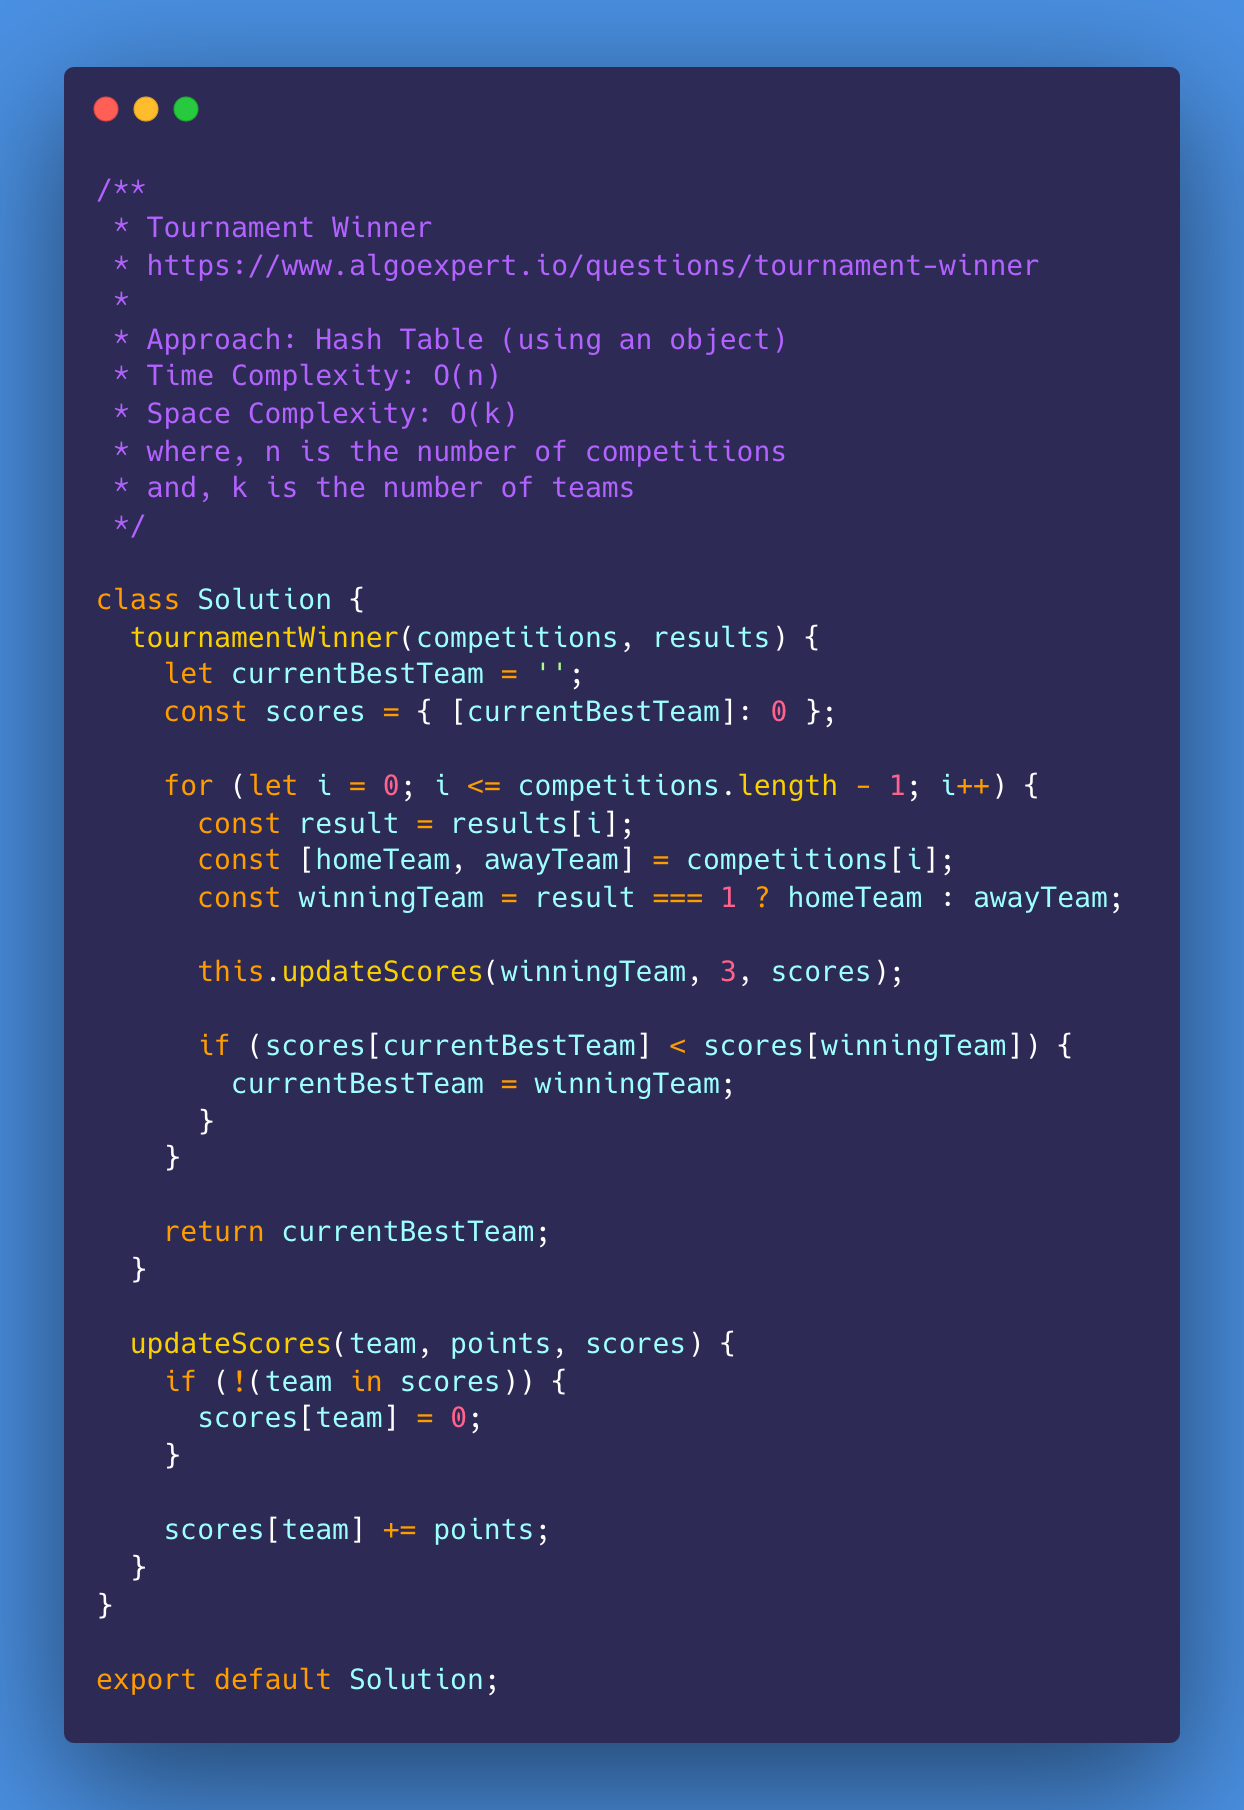 /**
 * Tournament Winner
 * https://www.algoexpert.io/questions/tournament-winner
 *
 * Approach: Hash Table (using an object)
 * Time Complexity: O(n)
 * Space Complexity: O(k)
 * where, n is the number of competitions
 * and, k is the number of teams
 */

class Solution {
  tournamentWinner(competitions, results) {
    let currentBestTeam = '';
    const scores = { [currentBestTeam]: 0 };

    for (let i = 0; i <= competitions.length - 1; i++) {
      const result = results[i];
      const [homeTeam, awayTeam] = competitions[i];
      const winningTeam = result === 1 ? homeTeam : awayTeam;

      this.updateScores(winningTeam, 3, scores);

      if (scores[currentBestTeam] < scores[winningTeam]) {
        currentBestTeam = winningTeam;
      }
    }

    return currentBestTeam;
  }

  updateScores(team, points, scores) {
    if (!(team in scores)) {
      scores[team] = 0;
    }

    scores[team] += points;
  }
}

export default Solution;